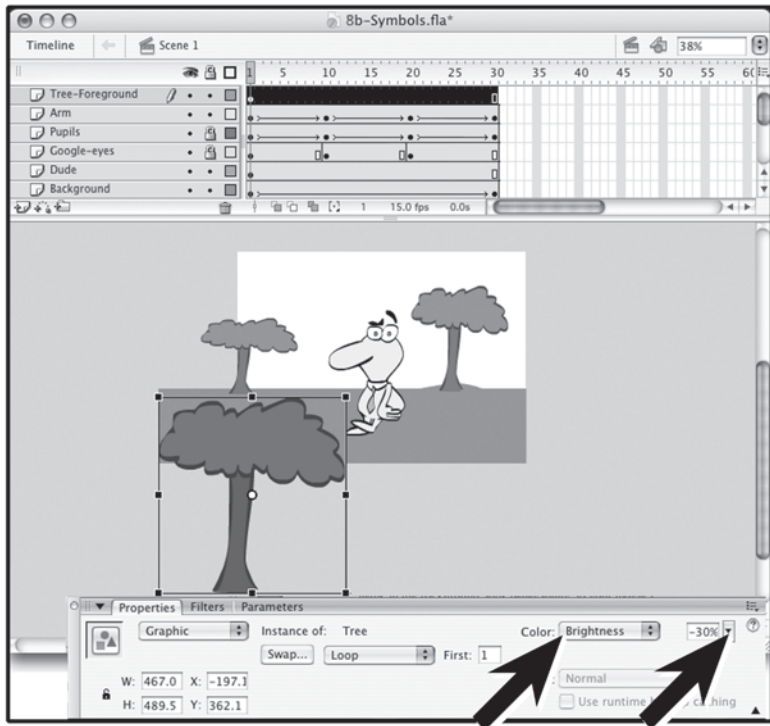 8b-Symbols.fla*
Timeline Scene 1 38%
1 5 10 15 20 25 30 35 40 45 50 55 60
Tree-Foreground
Arm
Pupils
Google-eyes
Dude
Background
1 15.0 fps 0.0s
Properties Filters Parameters
Graphic Instance of: Tree Color: Brightness -30%
Swap... Loop First: 1
W: 467.0 X: -197.1 : Normal
H: 489.5 Y: 362.1 Use runtime